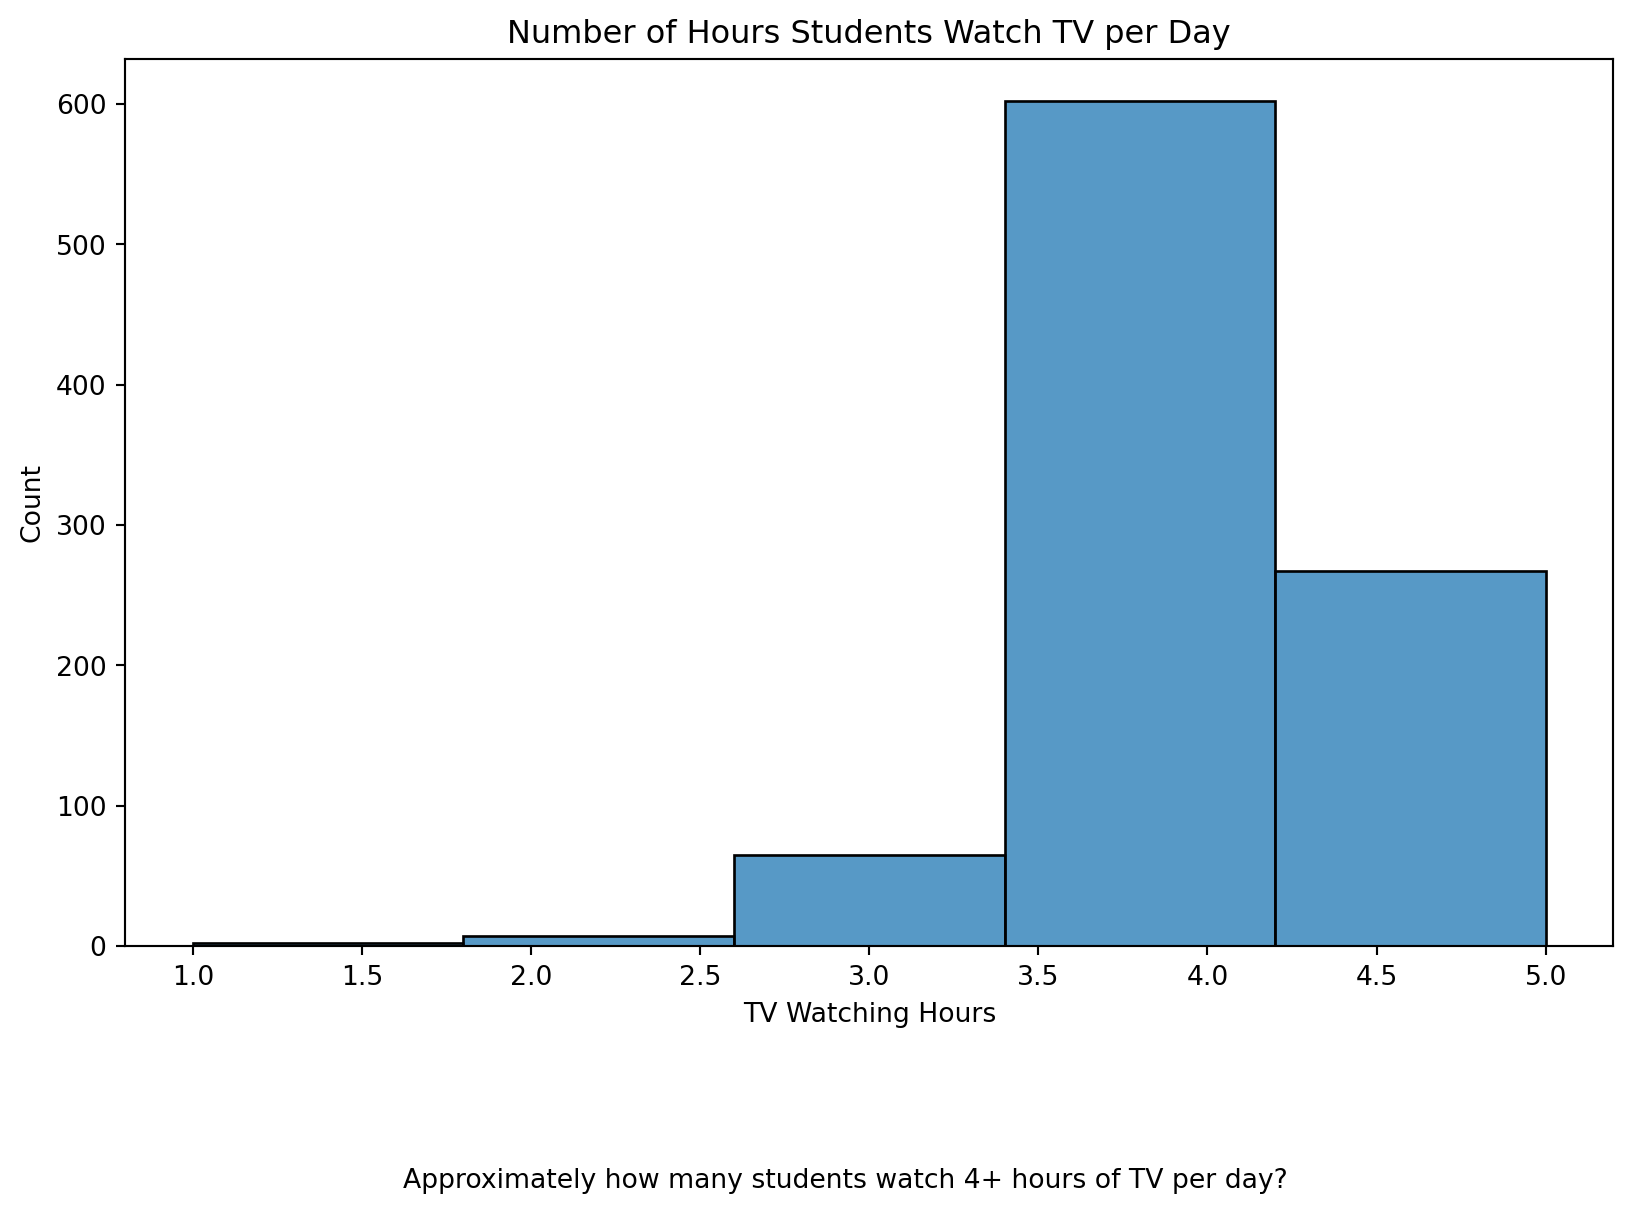 Number of Hours Students Watch TV per Day
600
500
400
300
200
100
0
Count
1.0 1.5 2.0 2.5 3.0 3.5 4.0 4.5 5.0
TV Watching Hours
Approximately how many students watch 4+ hours of TV per day?